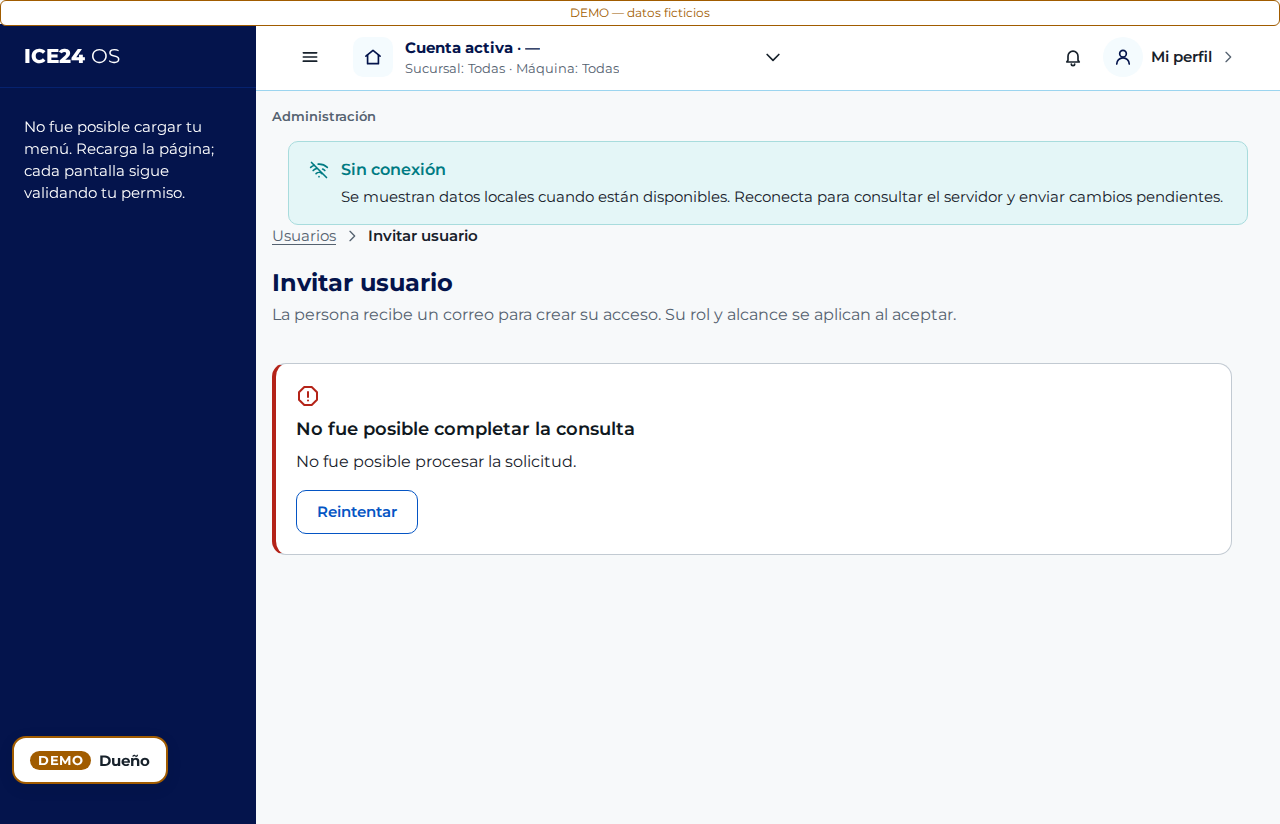 DEMO — datos ficticios
ICE24 OS
No fue posible cargar tu
menú. Recarga la página;
cada pantalla sigue
validando tu permiso.
DEMO Dueño
Cuenta activa · —
Sucursal: Todas · Máquina: Todas
Mi perfil
Administración
Sin conexión
Se muestran datos locales cuando están disponibles. Reconecta para consultar el servidor y enviar cambios pendientes.
Usuarios > Invitar usuario
Invitar usuario
La persona recibe un correo para crear su acceso. Su rol y alcance se aplican al aceptar.
No fue posible completar la consulta
No fue posible procesar la solicitud.
Reintentar